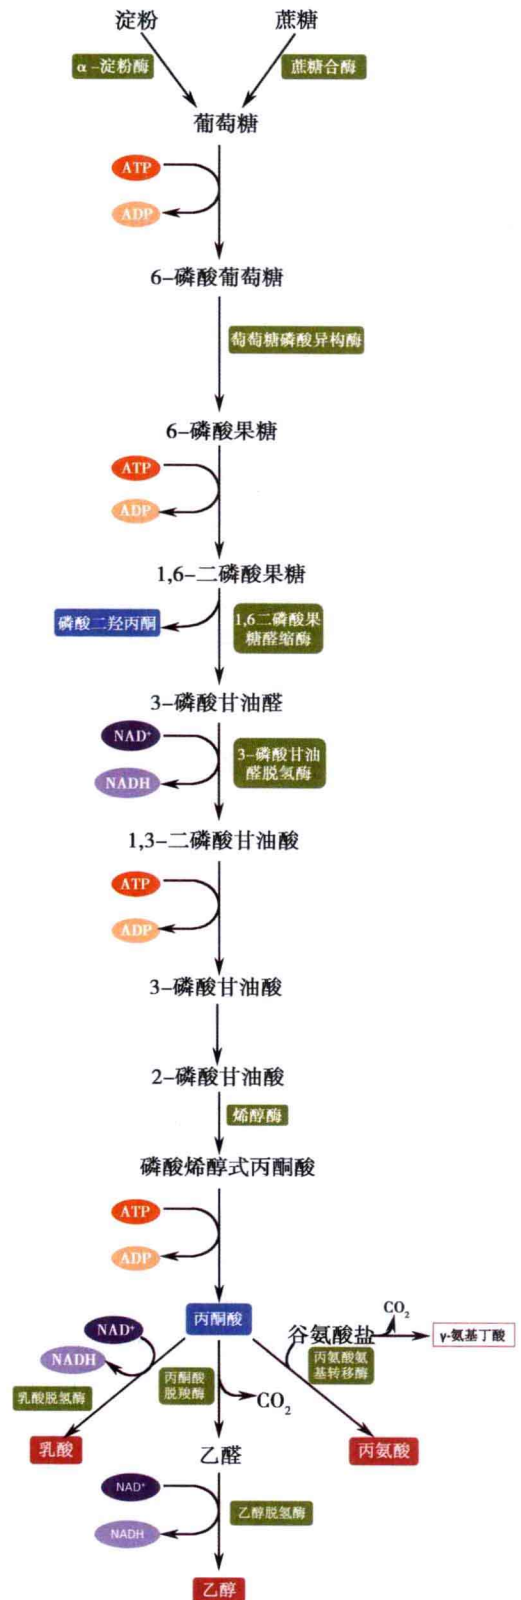 淀粉
蔗糖
α-淀粉酶
蔗糖合酶
葡萄糖
ATP
ADP
6-磷酸葡萄糖
萄萄糖磷酸异构酶
6-磷酸果糖
ATP
ADP
1,6-二磷酸果糖
磷酸二羟丙酮
1,6二磷酸果
糖醛缩酶
3-磷酸甘油醛
NAD⁺
NADH
3-磷酸甘油
醛脱氢酶
1,3-二磷酸甘油酸
ATP
ADP
3-磷酸甘油酸
2-磷酸甘油酸
烯醇酶
磷酸烯醇式丙酮酸
ATP
ADP
丙酮酸
NAD⁺
NADH
乳酸脱氢酶
乳酸
丙酮酸
脱羧酶
CO₂
谷氨酸盐
CO₂
γ-氨基丁酸
丙氨酸氨
基转移酶
丙氨酸
乙醛
NAD⁺
NADH
乙醇脱氢酶
乙醇